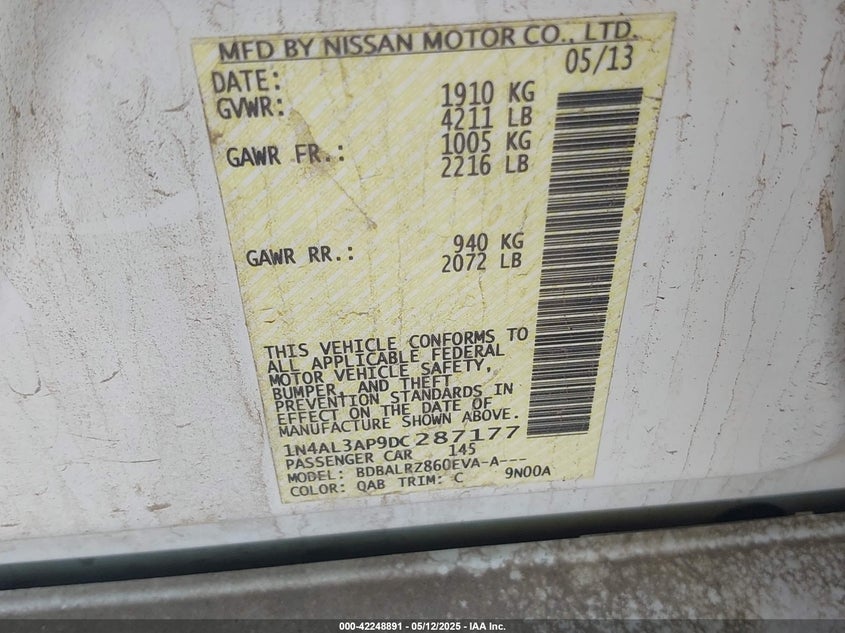 MFD BY NISSAN MOTOR CO., LTD.
DATE: 05/13
GVWR: 1910 KG
4211 LB
GAWR FR.: 1005 KG
2216 LB
GAWR RR.: 940 KG
2072 LB
THIS VEHICLE CONFORMS TO
ALL APPLICABLE FEDERAL
MOTOR VEHICLE SAFETY,
BUMPER, AND THEFT
PREVENTION STANDARDS IN
EFFECT ON THE DATE OF
MANUFACTURE SHOWN ABOVE.
1N4AL3AP9DC287177
PASSENGER CAR 145
MODEL: BDBALRZ860EVA-A---
COLOR: QAB TRIM: C 9N00A
000-42248891 - 05/12/2025 - IAA Inc.